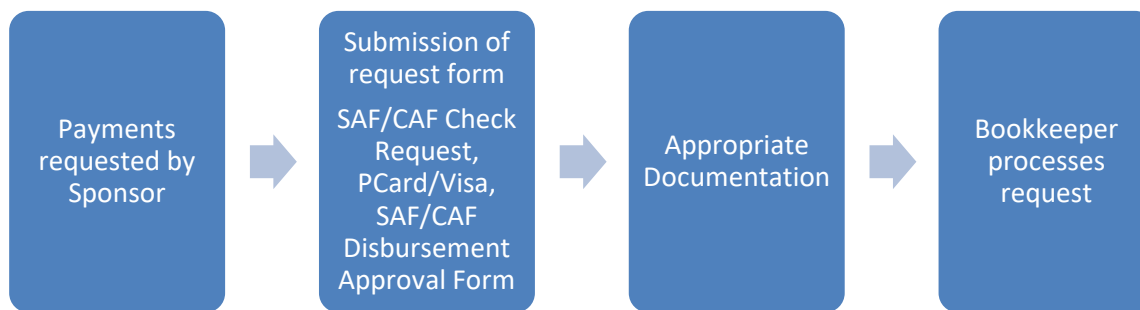 Payments
requested by
Sponsor
Submission of
request form
SAF/CAF Check
Request,
PCard/Visa,
SAF/CAF
Disbursement
Approval Form
Appropriate
Documentation
Bookkeeper
processes
request